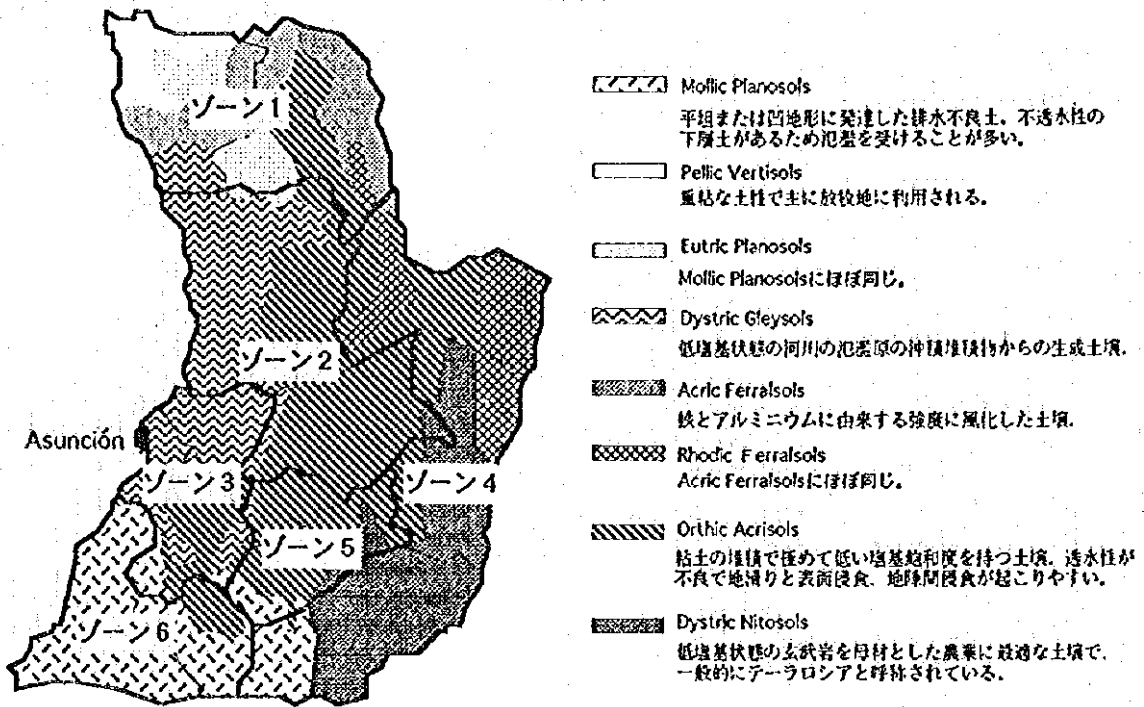 ゾーン1
ゾーン2
Asunción
ゾーン3
ゾーン4
ゾーン5
ゾーン6
Mollic Planosols
平坦または凹地形に発達した排水不良土。不透水性の
下層土があるため氾濫を受けることが多い。
Pellic Vertisols
重粘な土性で主に放牧地に利用される。
Eutric Planosols
Mollic Planosolsにほぼ同じ。
Dystric Gleysols
低塩基状態の河川の氾濫原の沖積堆積物からの生成土壌.
Acric Ferralsols
鉄とアルミニウムに由来する強度に風化した土壌.
Rhodic Ferralsols
Acric Ferralsolsにほぼ同じ。
Orthic Acrisols
粘土の堆積で極めて低い塩基飽和度を持つ土壌. 透水性が
不良で地滑りと表面侵食、地隙間侵食が起こりやすい。
Dystric Nitosols
低塩基状態の玄武岩を母材とした農業に最適な土壌で、
一般的にテーラロシアと呼称されている.